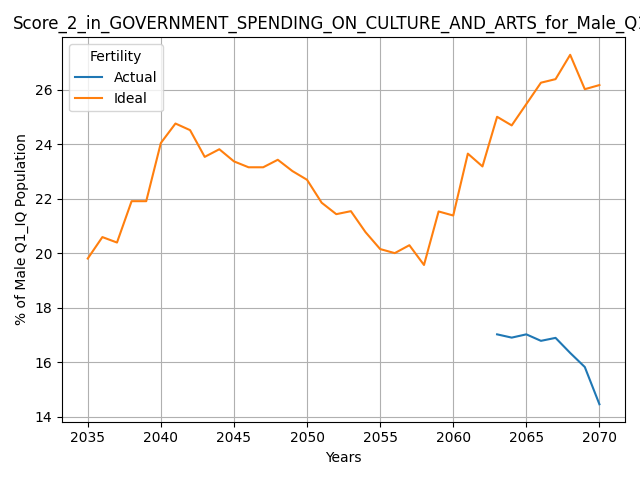 Score_2_in_GOVERNMENT_SPENDING_ON_CULTURE_AND_ARTS_for_Male_Q1
Fertility
Actual
Ideal
% of Male Q1_IQ Population
26
24
22
20
18
16
14
2035 2040 2045 2050 2055 2060 2065 2070
Years